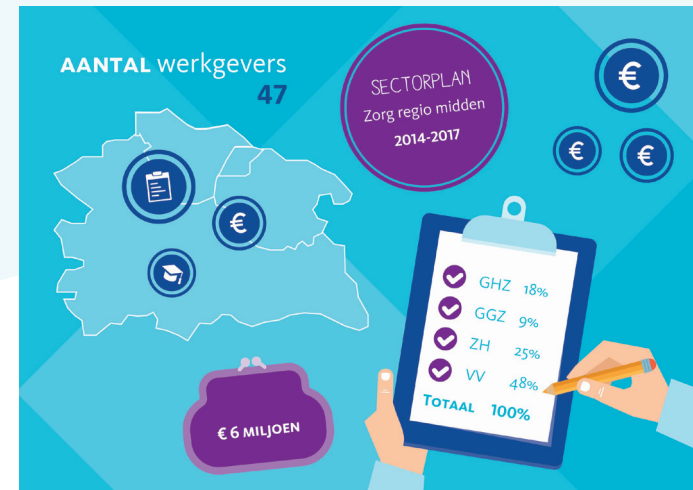 AANTAL werkgevers
47
SECTORPLAN
Zorg regio midden
2014-2017
€
€
€
€
GHZ 18%
GGZ 9%
ZH 25%
VV 48%
TOTAAL 100%
€ 6 MILJOEN